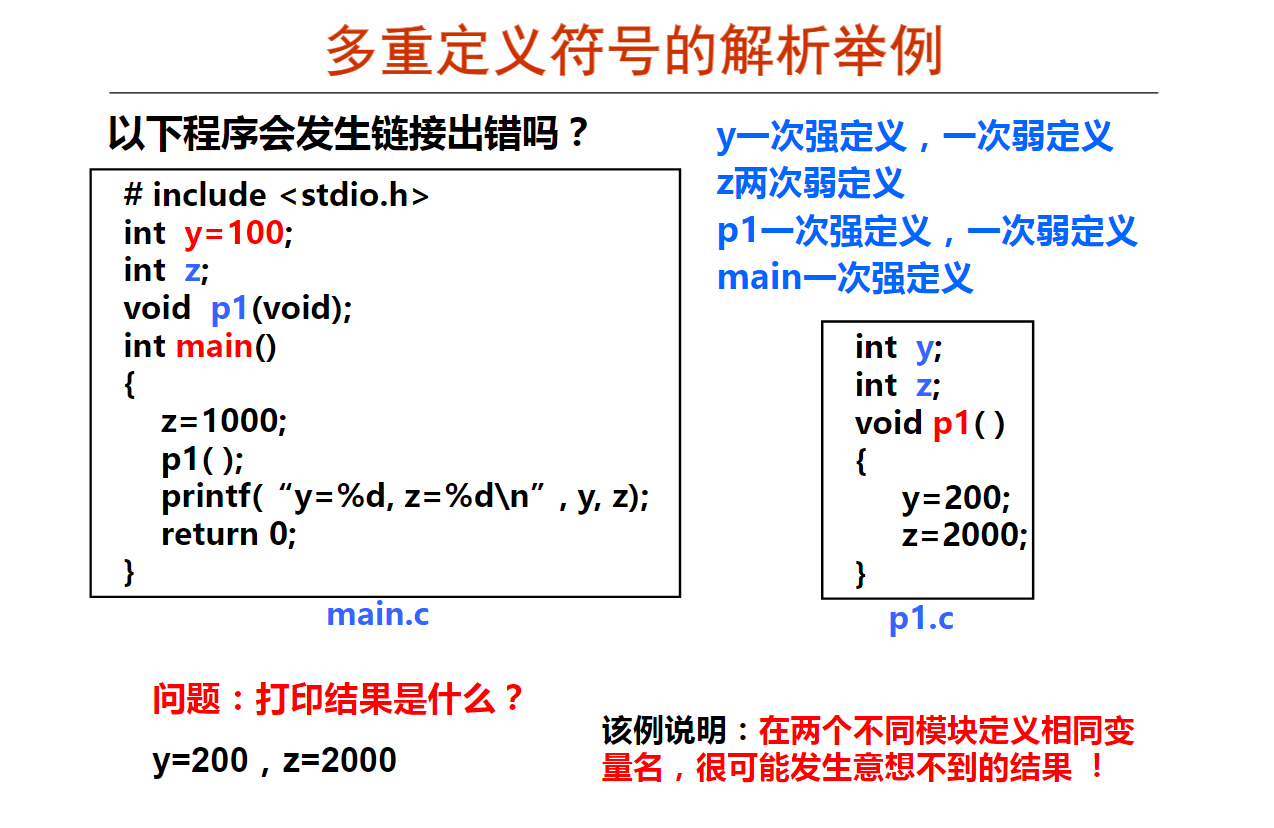 多重定义符号的解析举例
以下程序会发生链接出错吗？
# include <stdio.h>
int y=100;
int z;
void p1(void);
int main()
{
z=1000;
p1( );
printf( “y=%d, z=%d\n” , y, z);
return 0;
}
main.c
y一次强定义，一次弱定义
z两次弱定义
p1一次强定义，一次弱定义
main一次强定义
int y;
int z;
void p1( )
{
y=200;
z=2000;
}
p1.c
问题：打印结果是什么？
y=200，z=2000
该例说明：在两个不同模块定义相同变
量名，很可能发生意想不到的结果 ！